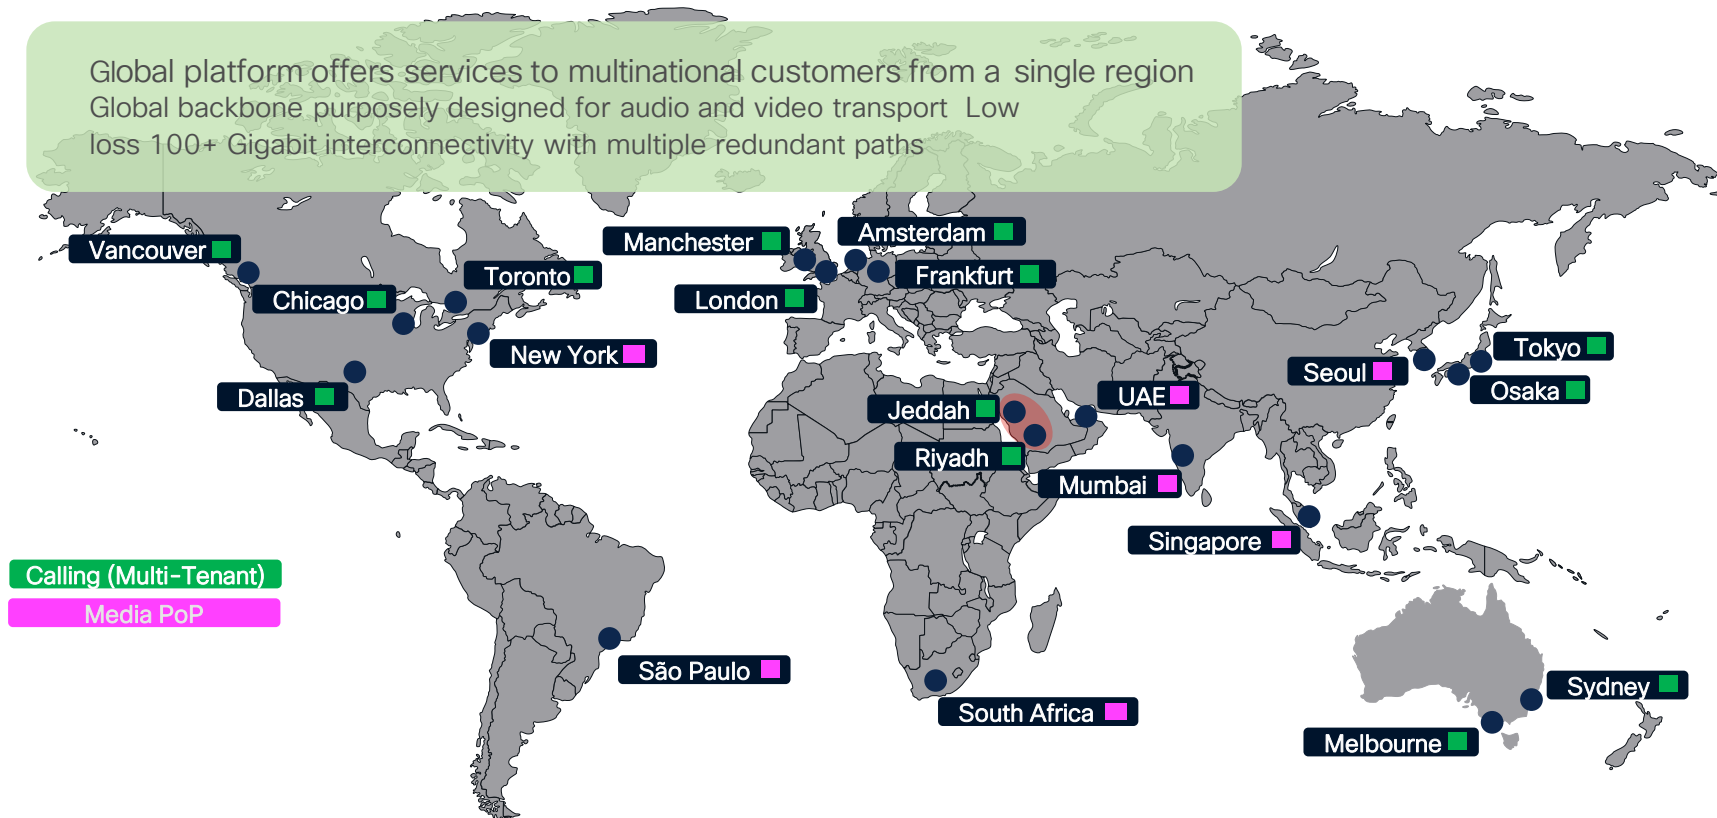 Global platform offers services to multinational customers from a single region
Global backbone purposely designed for audio and video transport Low
loss 100+ Gigabit interconnectivity with multiple redundant paths
Vancouver
Manchester
Amsterdam
Toronto
Frankfurt
Chicago
London
New York
Tokyo
Seoul
Osaka
Dallas
UAE
Jeddah
Riyadh
Mumbai
Singapore
Calling (Multi-Tenant)
Media PoP
São Paulo
South Africa
Sydney
Melbourne